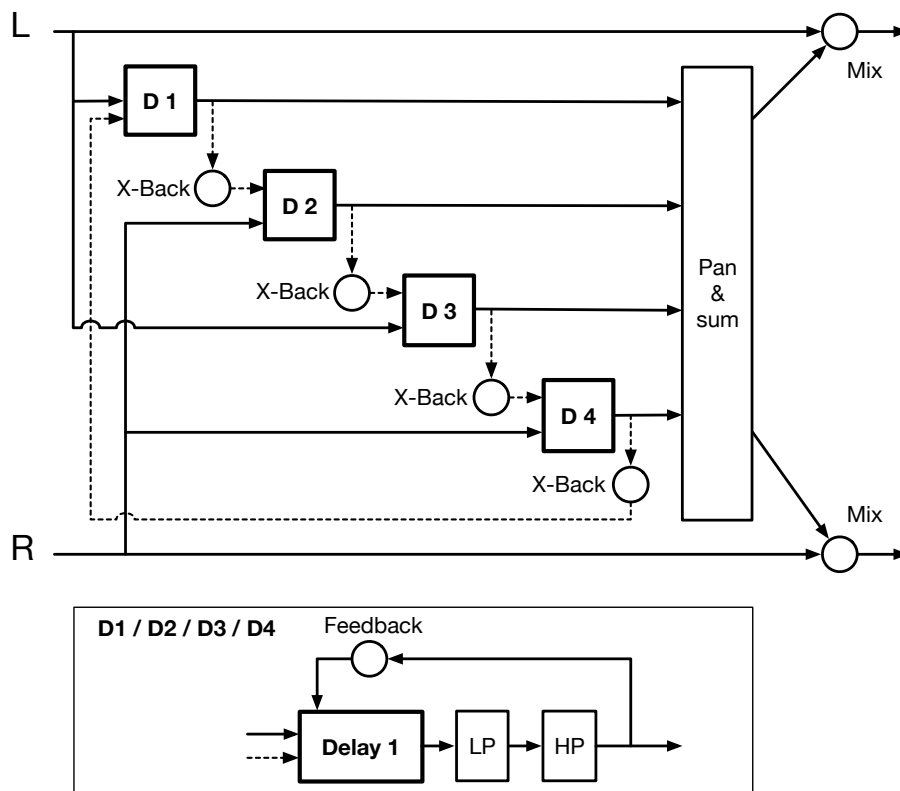 L
Mix
D 1
X-Back
D 2
X-Back
D 3
Pan
&
sum
X-Back
D 4
X-Back
Mix
R
D1 / D2 / D3 / D4
Feedback
Delay 1
LP
HP